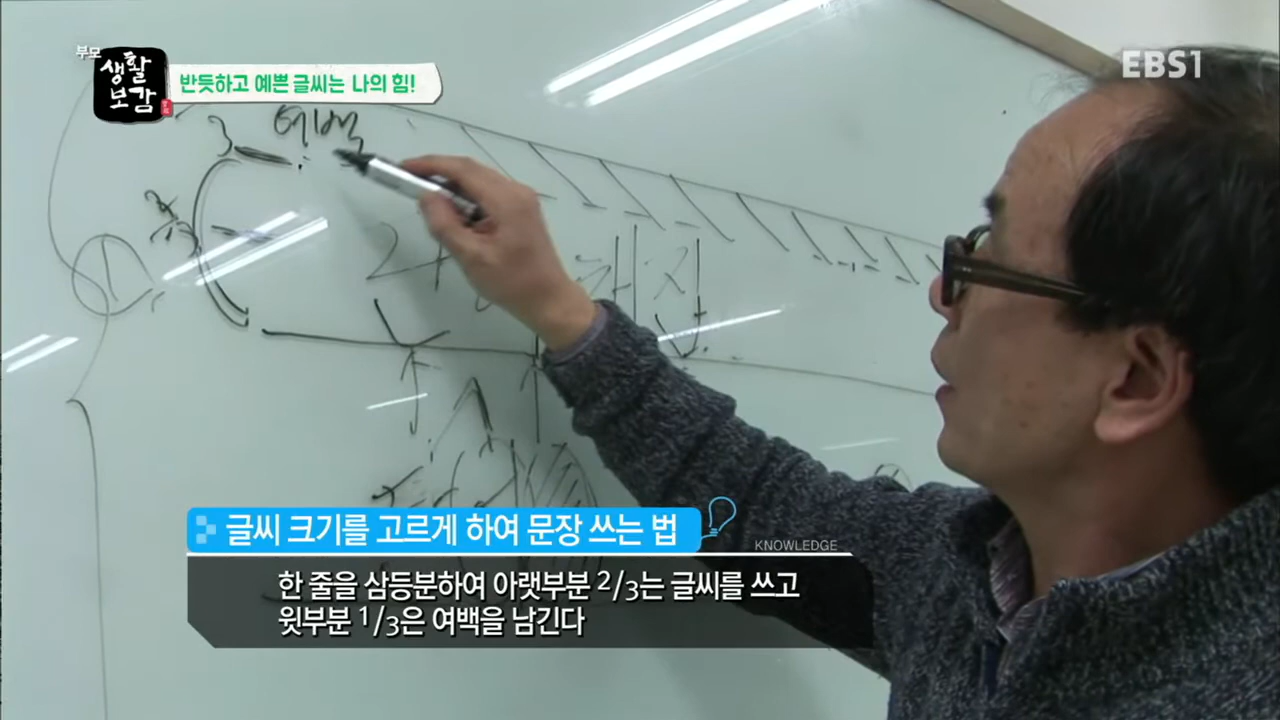 부모
생활
보감
반듯하고 예쁜 글씨는 나의 힘!
EBS1
3
여백
글씨 크기를 고르게 하여 문장 쓰는 법
KNOWLEDGE
한 줄을 삼등분하여 아랫부분 2/3는 글씨를 쓰고
윗부분 1/3은 여백을 남긴다